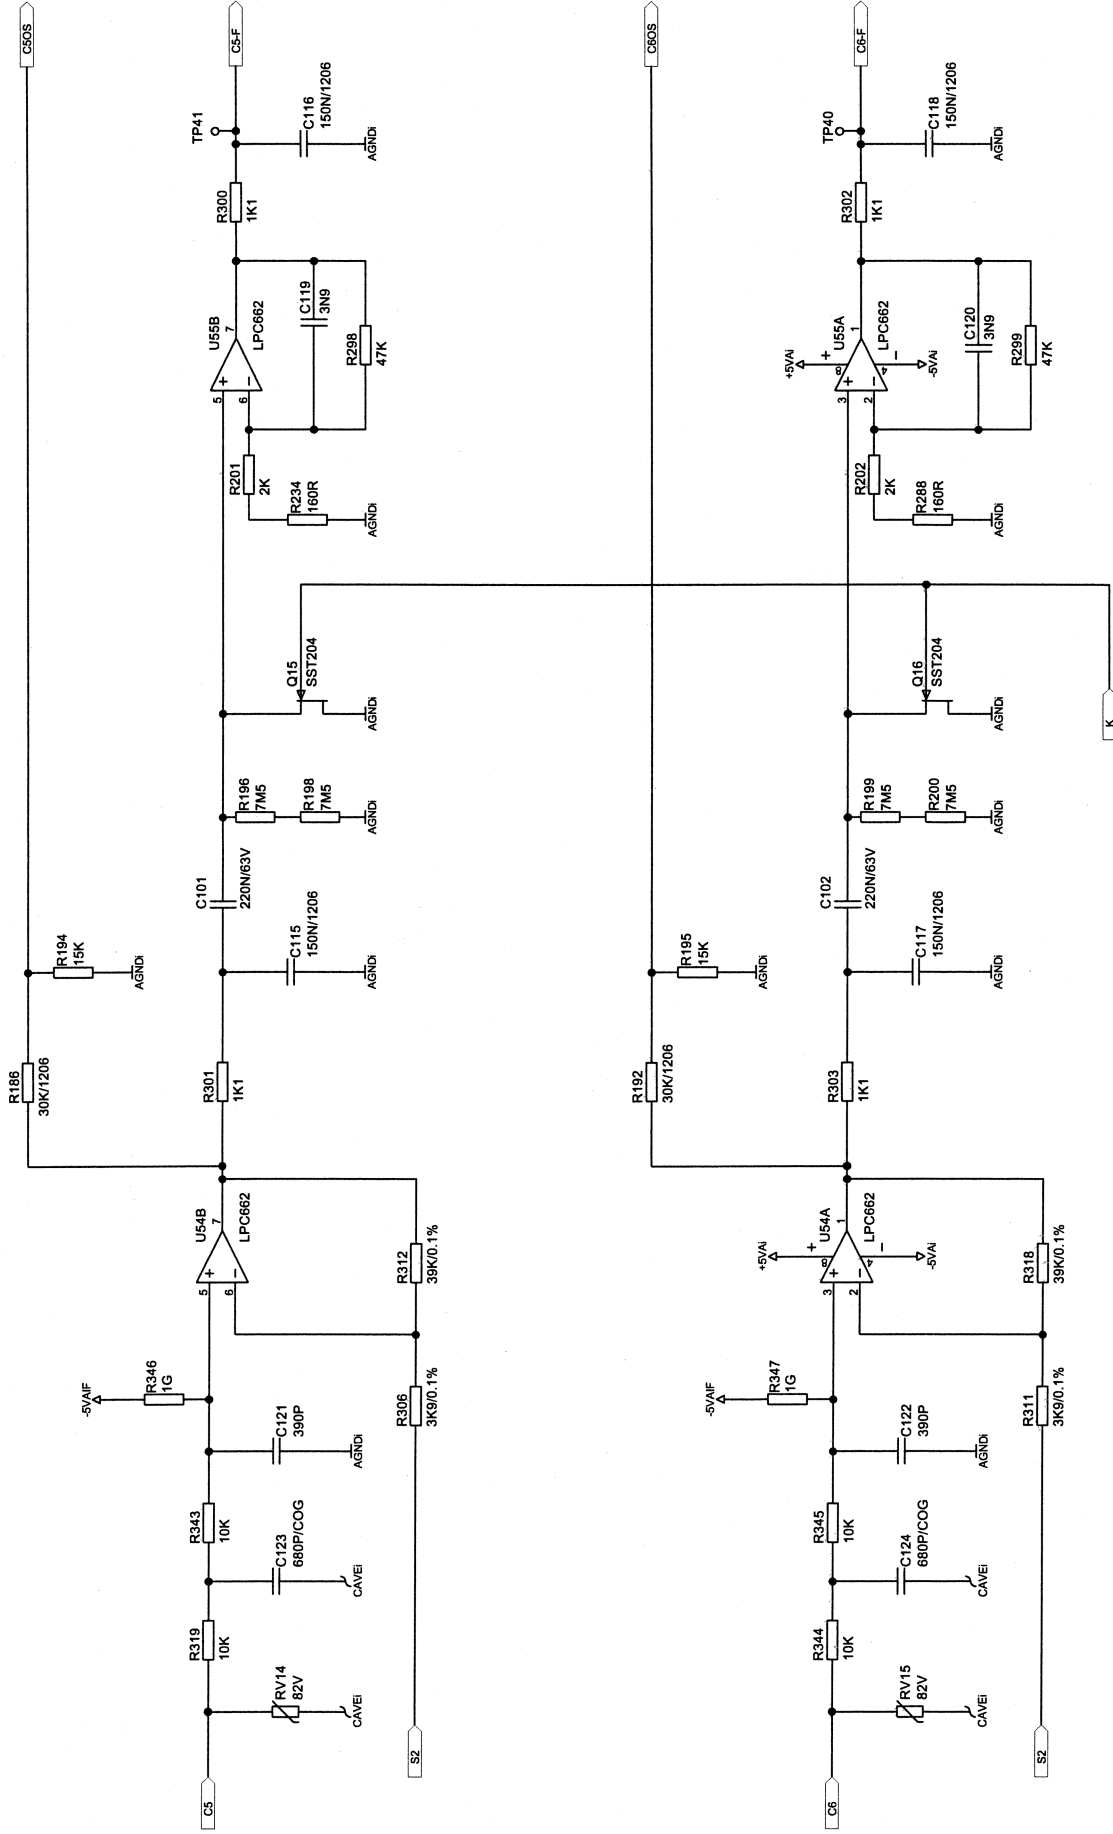 C5OS
C5-F
TP41
C116
150N/1206
AGNDi
R300
1K1
U55B
7
LPC662
C119
3N9
R298
47K
5
+
6
−
R201
2K
R234
160R
AGNDi
Q15
SST204
AGNDi
R196
7M5
R198
7M5
AGNDi
C101
220N/63V
R194
15K
AGNDi
C115
150N/1206
AGNDi
R186
30K/1206
R301
1K1
U54B
7
LPC662
5
+
6
−
R312
39K/0.1%
-5VAIF
R346
1G
R306
3K9/0.1%
C121
390P
AGNDi
R343
10K
C123
680P/COG
CAVEi
R319
10K
RV14
82V
CAVEi
S2
C5
C6OS
C6-F
TP40
C118
150N/1206
AGNDi
R302
1K1
U55A
1
LPC662
+5VAi
+
8
−
4
-5VAi
C120
3N9
R299
47K
3
+
2
−
R202
2K
R288
160R
AGNDi
Q16
SST204
AGNDi
K
R199
7M5
R200
7M5
AGNDi
C102
220N/63V
R195
15K
AGNDi
C117
150N/1206
AGNDi
R192
30K/1206
R303
1K1
U54A
1
LPC662
+5VAi
+
8
−
4
-5VAi
3
+
2
−
R318
39K/0.1%
-5VAIF
R347
1G
R311
3K9/0.1%
C122
390P
AGNDi
R345
10K
C124
680P/COG
CAVEi
R344
10K
RV15
82V
CAVEi
S2
C6